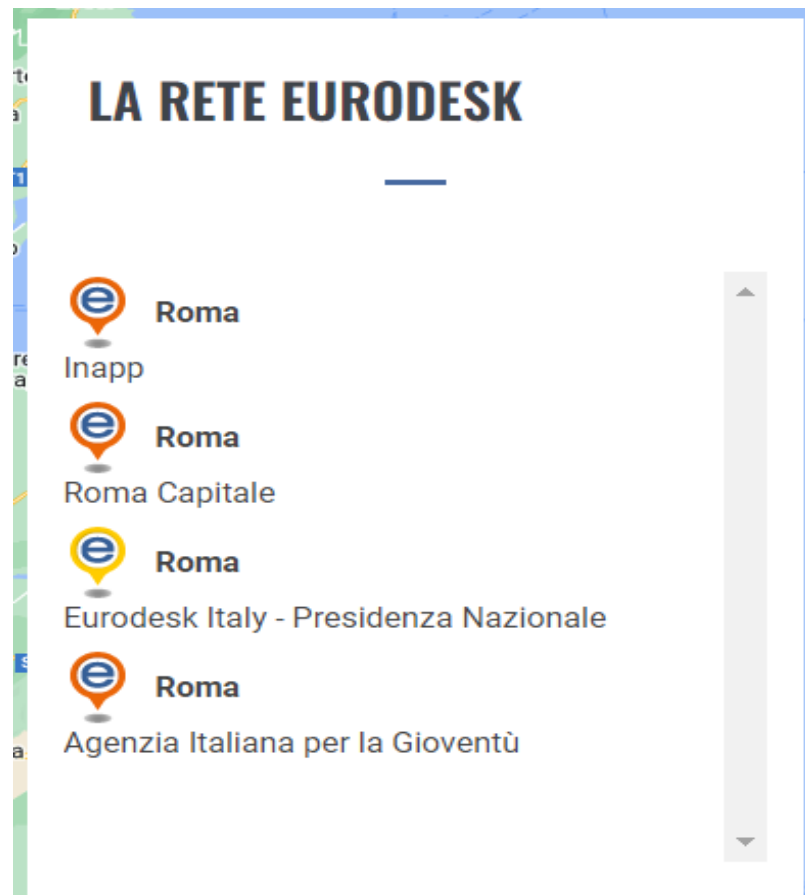 LA RETE EURODESK
e Roma
Inapp
e Roma
Roma Capitale
e Roma
Eurodesk Italy - Presidenza Nazionale
e Roma
Agenzia Italiana per la Gioventù